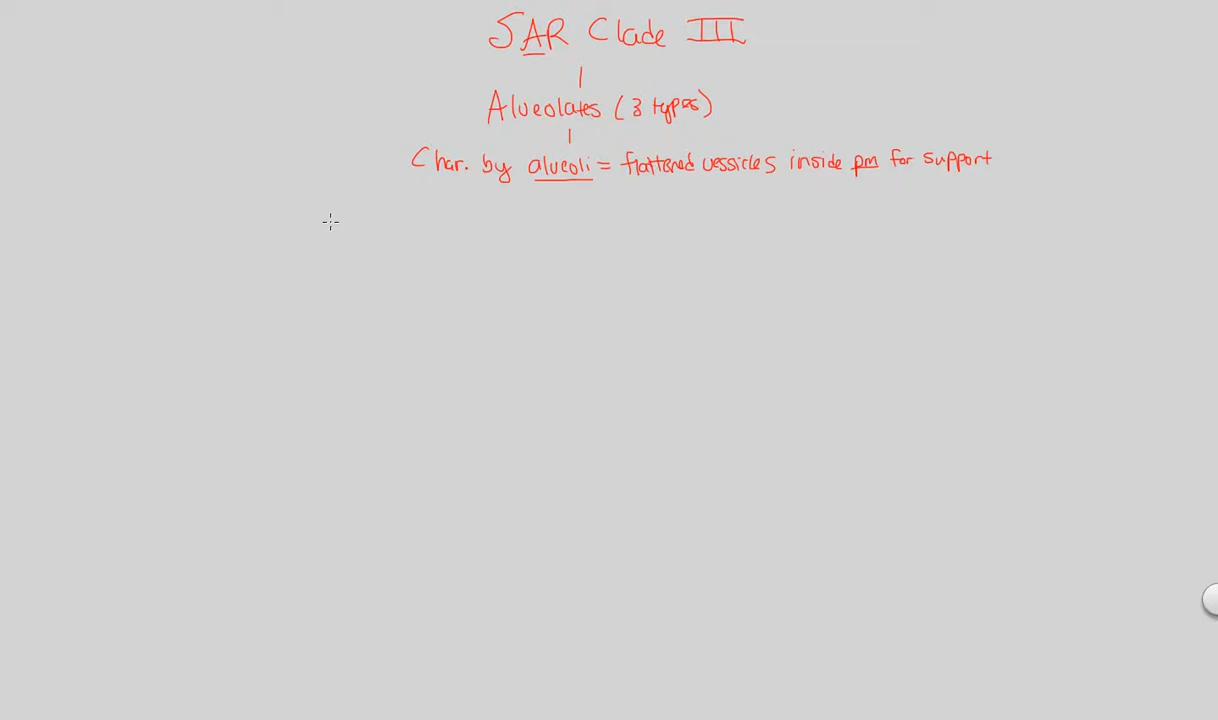 SAR Clade III
Alveolates (3 types)
Char. by alveoli = flattened vessicles inside pm for support